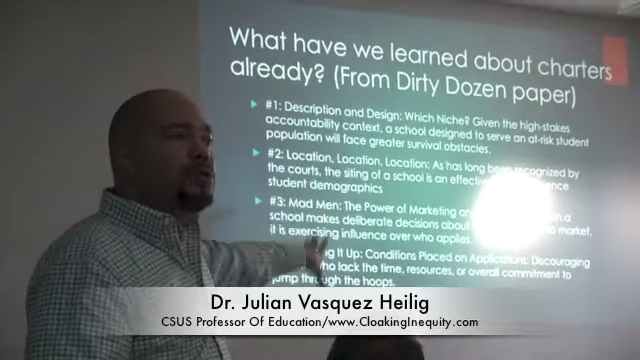 What have we learned about charters
already? (From Dirty Dozen paper)
#1: Description and Design: Which Niche? Given the high-stakes
accountability context, a school designed to serve an at-risk student
population will face greater survival obstacles.
#2: Location, Location, Location: As has long been recognized by
the courts, the siting of a school is an effective
student demographics
#3: Mad Men: The Power of Marketing
school makes deliberate decisions about market,
it is exercising influence over who applies.
It Up: Conditions Placed on Applications: Discouraging
who lack the time, resources, or overall commitment to
jump through the hoops.
Dr. Julian Vasquez Heilig
CSUS Professor Of Education/www.CloakingInequity.com